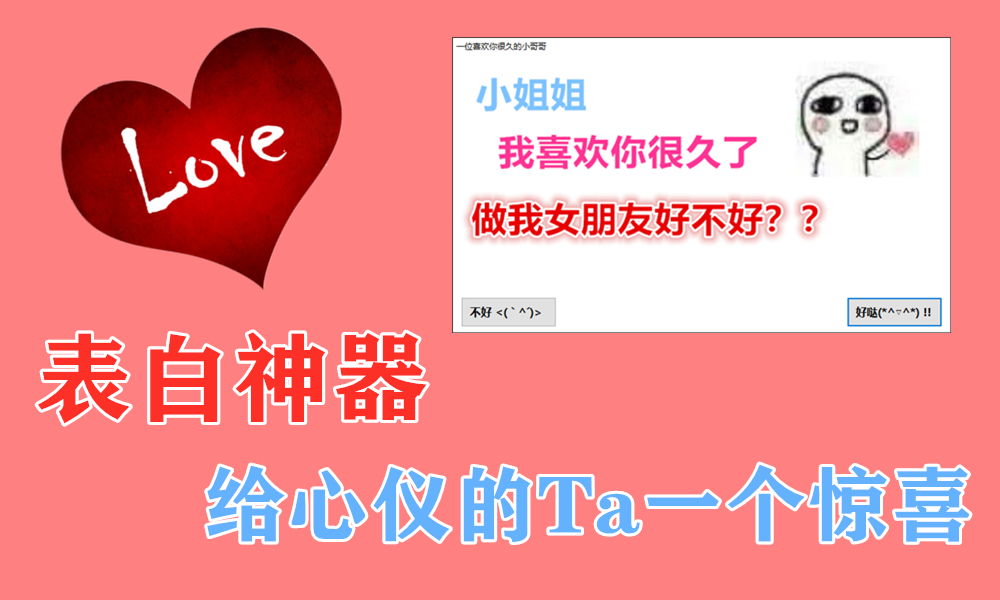 Love
一位喜欢你很久的小哥哥
小姐姐
我喜欢你很久了
做我女朋友好不好？？
不好 <(｀^´)>
好哒(*^▽^*) !!
表白神器
给心仪的Ta一个惊喜